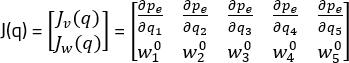 J(q) = [J_v(q) J_w(q)] = [∂p_e/∂q_1 ∂p_e/∂q_2 ∂p_e/∂q_3 ∂p_e/∂q_4 ∂p_e/∂q_5
w_1^0 w_2^0 w_3^0 w_4^0 w_5^0]